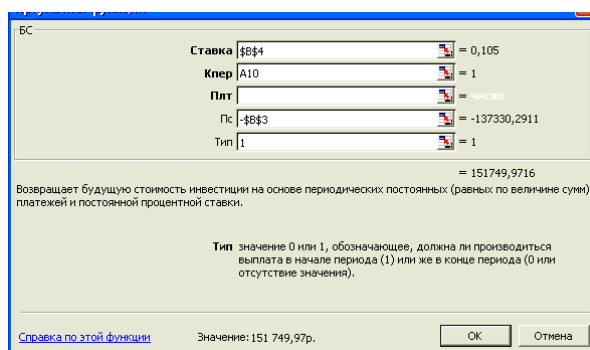 БС
Ставка $B$4 = 0,105
Кпер A10 = 1
Плт = число
Пс -$B$3 = -137330,2911
Тип 1 = 1
= 151749,9716
Возвращает будущую стоимость инвестиции на основе периодических постоянных (равных по величине сумм)
платежей и постоянной процентной ставки.
Тип значение 0 или 1, обозначающее, должна ли производиться
выплата в начале периода (1) или же в конце периода (0 или
отсутствие значения).
Справка по этой функции Значение: 151 749,97р. ОК Отмена